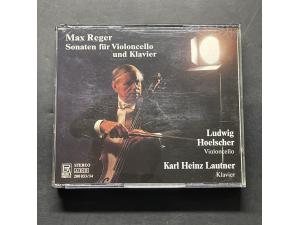 Max Reger
Sonaten für Violoncello
und Klavier
Ludwig
Hoelscher
Violoncello
Karl Heinz Lautner
Klavier
STEREO